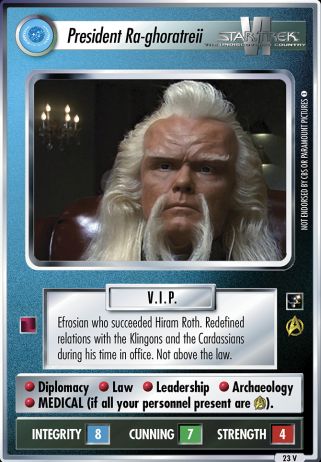 President Ra-ghoratreii
STAR TREK
VI
THE UNDISCOVERED COUNTRY
NOT ENDORSED BY CBS OR PARAMOUNT PICTURES
V.I.P.
Efrosian who succeeded Hiram Roth. Redefined
relations with the Klingons and the Cardassians
during his time in office. Not above the law.
Diplomacy Law Leadership Archaeology
MEDICAL (if all your personnel present are ).
INTEGRITY 8 CUNNING 7 STRENGTH 4
23 V